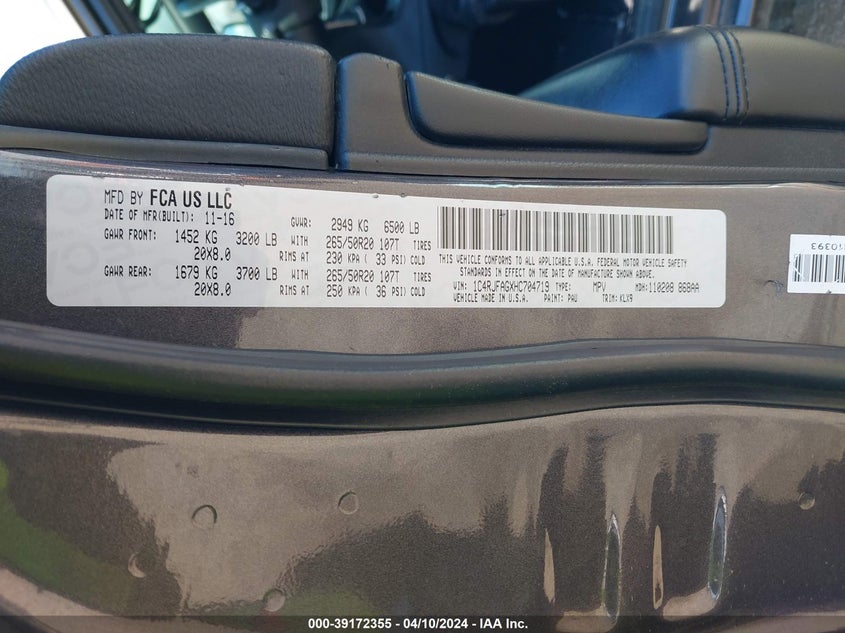 MFD BY FCA US LLC
DATE OF MFR(BUILT): 11-16 GVWR: 2949 KG 6500 LB
GAWR FRONT: 1452 KG 3200 LB WITH 265/50R20 107T TIRES
20X8.0 RIMS AT 230 KPA ( 33 PSI) COLD
GAWR REAR: 1679 KG 3700 LB WITH 265/50R20 107T TIRES
20X8.0 RIMS AT 250 KPA ( 36 PSI) COLD
THIS VEHICLE CONFORMS TO ALL APPLICABLE U.S.A. FEDERAL MOTOR VEHICLE SAFETY
STANDARDS IN EFFECT ON THE DATE OF MANUFACTURE SHOWN ABOVE.
VIN: 1C4RJFAGXHC704719 TYPE: MPV MDH: 110208 868AA
VEHICLE MADE IN U.S.A. PAINT: PAU TRIM: KLX9
10393
000-39172355 - 04/10/2024 - IAA Inc.